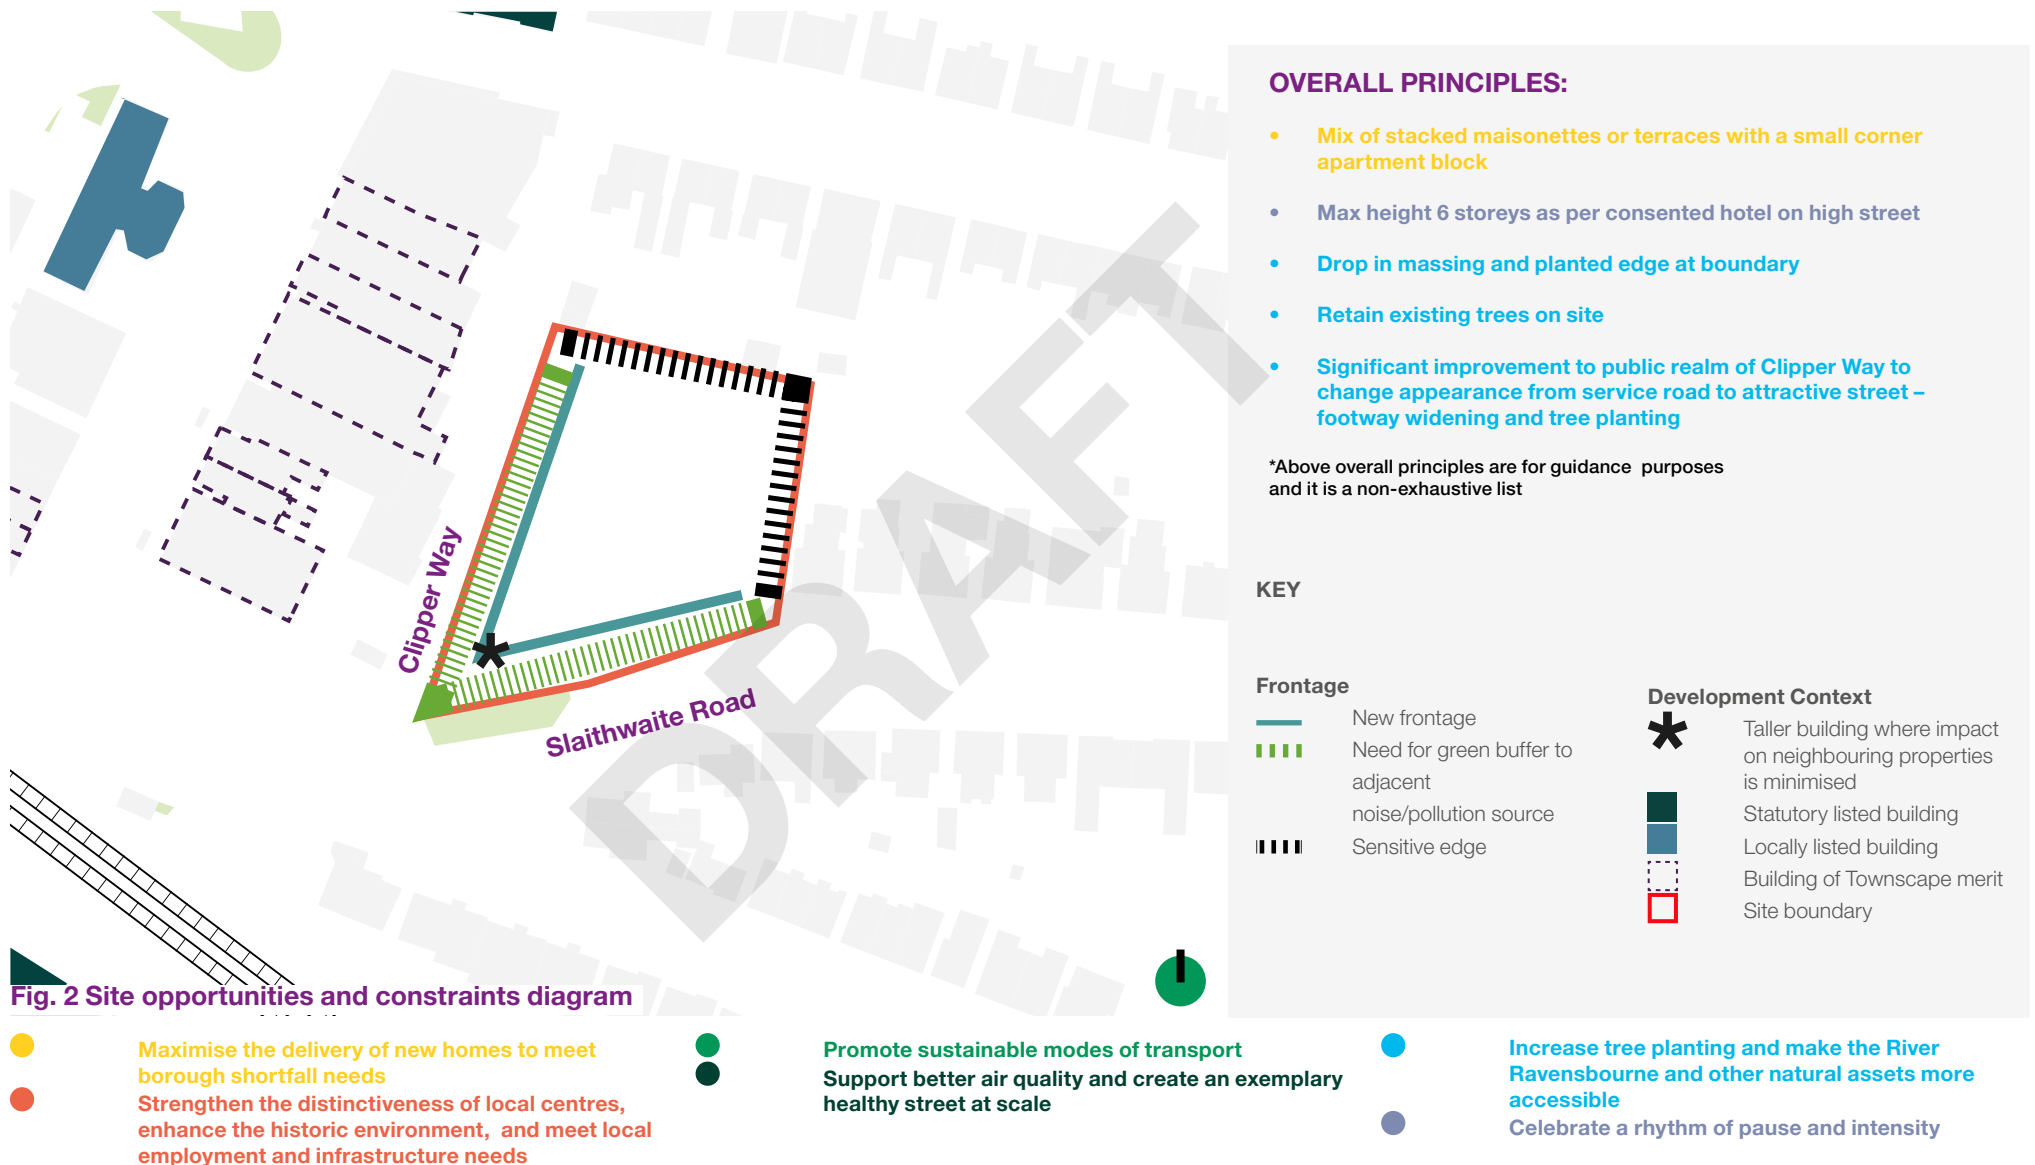 OVERALL PRINCIPLES:
• Mix of stacked maisonettes or terraces with a small corner
apartment block
• Max height 6 storeys as per consented hotel on high street
• Drop in massing and planted edge at boundary
• Retain existing trees on site
• Significant improvement to public realm of Clipper Way to
change appearance from service road to attractive street –
footway widening and tree planting
*Above overall principles are for guidance purposes
and it is a non-exhaustive list
KEY
Frontage
New frontage
Need for green buffer to
adjacent
noise/pollution source
Sensitive edge
Development Context
Taller building where impact
on neighbouring properties
is minimised
Statutory listed building
Locally listed building
Building of Townscape merit
Site boundary
Clipper Way
Slaithwaite Road
DRAFT
Fig. 2 Site opportunities and constraints diagram
Maximise the delivery of new homes to meet
borough shortfall needs
Strengthen the distinctiveness of local centres,
enhance the historic environment, and meet local
employment and infrastructure needs
Promote sustainable modes of transport
Support better air quality and create an exemplary
healthy street at scale
Increase tree planting and make the River
Ravensbourne and other natural assets more
accessible
Celebrate a rhythm of pause and intensity